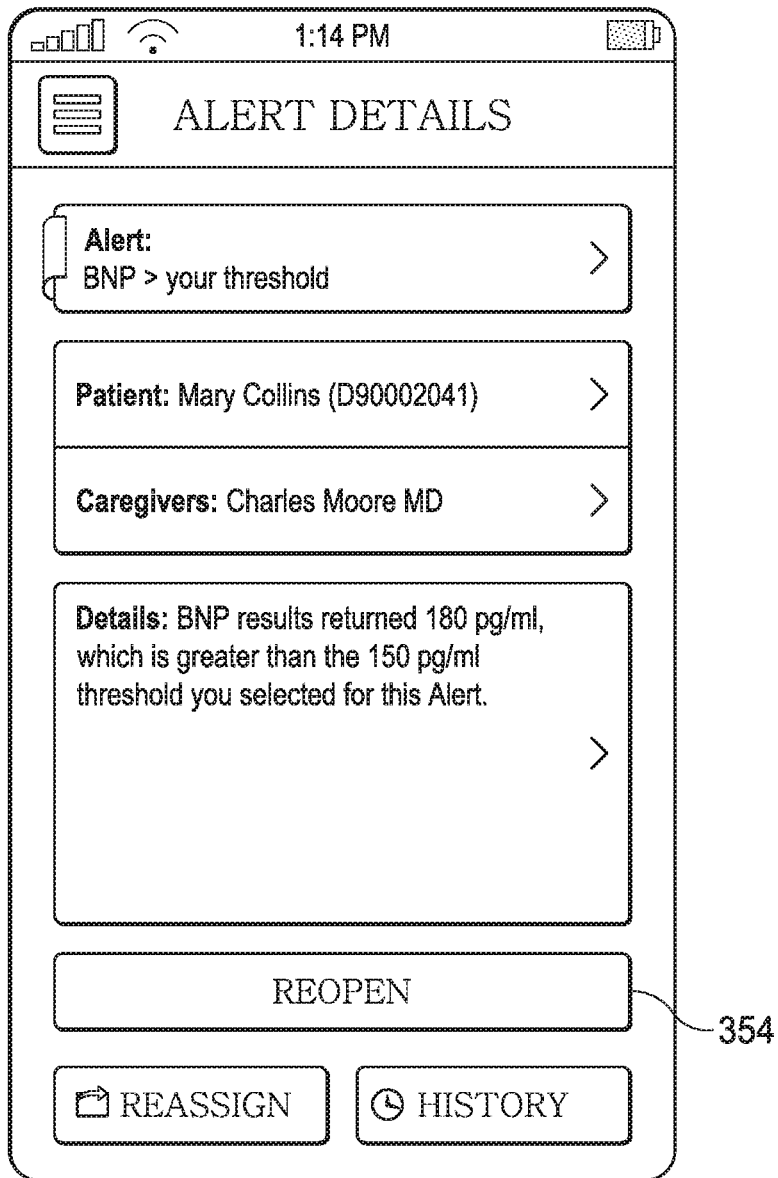 1:14 PM
ALERT DETAILS
Alert:
BNP > your threshold
Patient: Mary Collins (D90002041)
Caregivers: Charles Moore MD
Details: BNP results returned 180 pg/ml,
which is greater than the 150 pg/ml
threshold you selected for this Alert.
REOPEN
354
REASSIGN
HISTORY